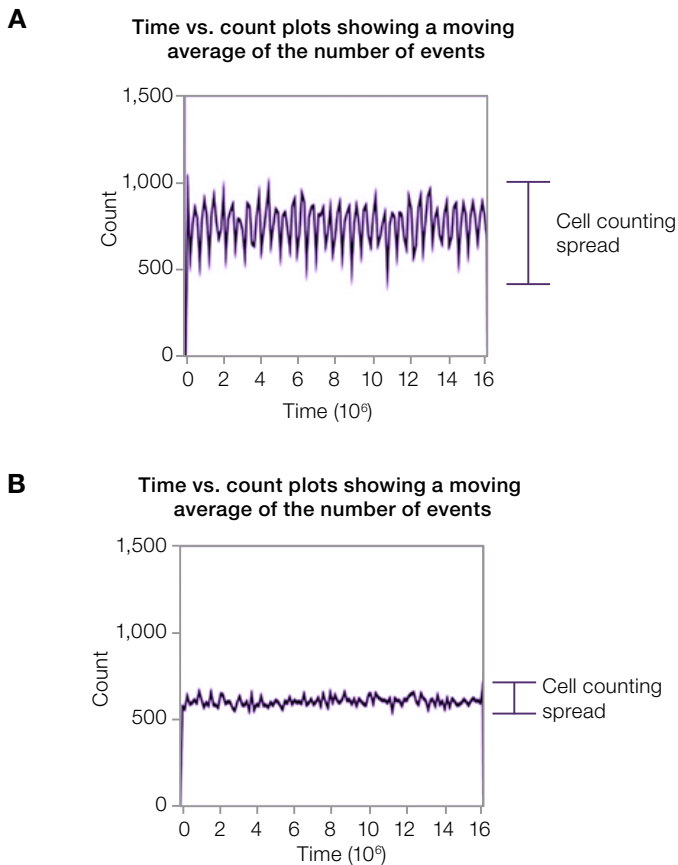 A
Time vs. count plots showing a moving
average of the number of events
1,500
1,000
500
0
Count
0 2 4 6 8 10 12 14 16
Time (10⁶)
Cell counting
spread
B
Time vs. count plots showing a moving
average of the number of events
1,500
1,000
500
0
Count
0 2 4 6 8 10 12 14 16
Time (10⁶)
Cell counting
spread